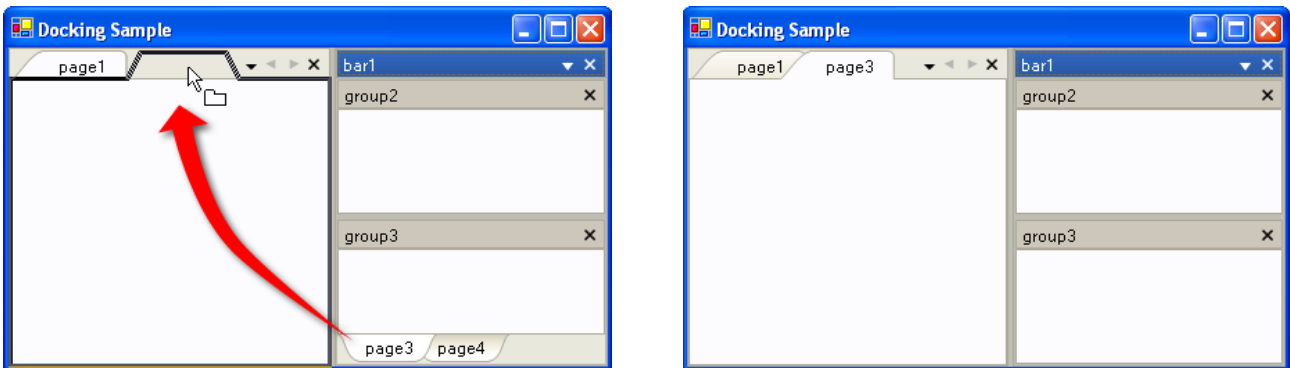 Docking Sample
page1
bar1
group2
group3
page3 page4
Docking Sample
page1 page3
bar1
group2
group3